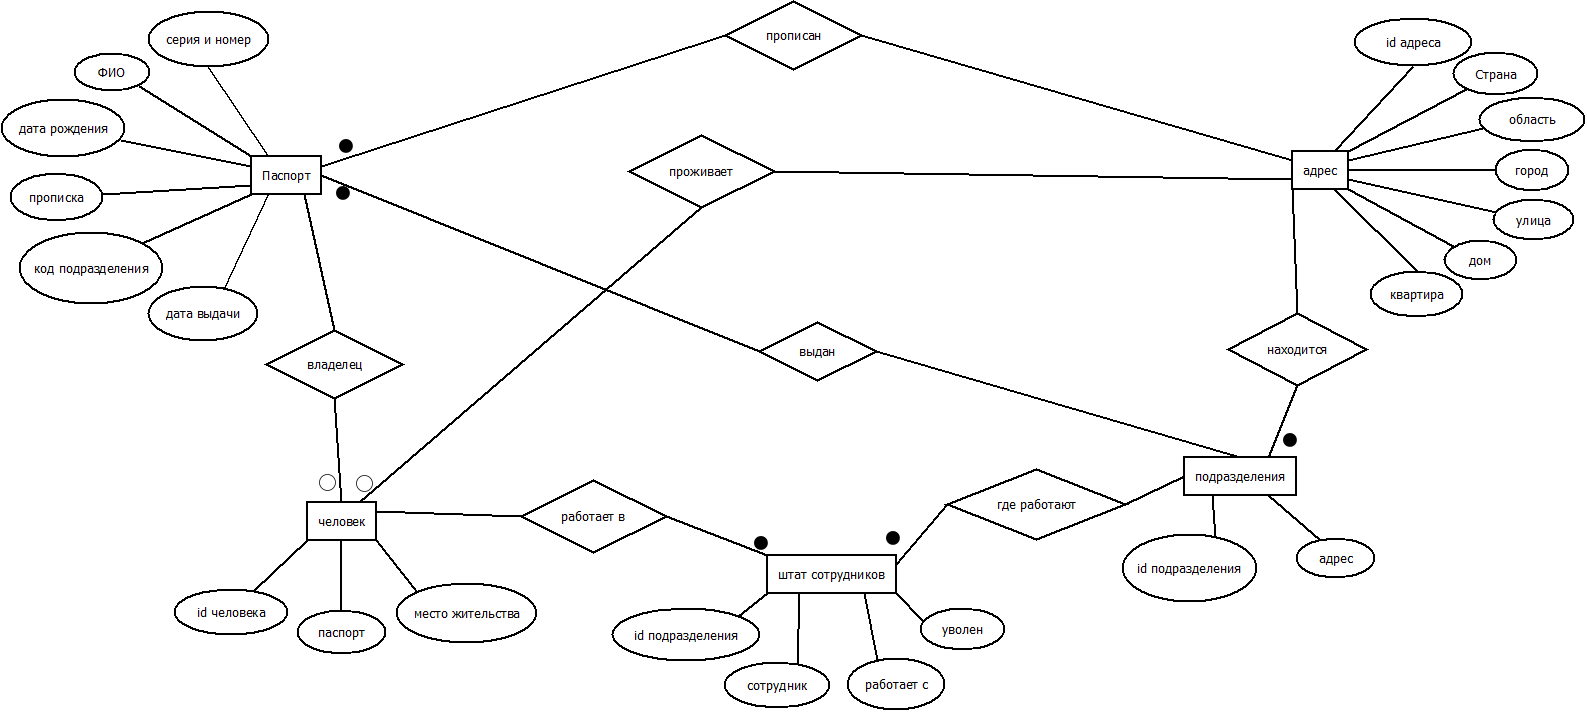 прописан
серия и номер
ФИО
дата рождения
прописка
код подразделения
дата выдачи
Паспорт
проживает
id адреса
Страна
область
город
улица
дом
квартира
адрес
владелец
выдан
находится
человек
id человека
паспорт
место жительства
работает в
где работают
подразделения
id подразделения
адрес
штат сотрудников
id подразделения
сотрудник
работает с
уволен